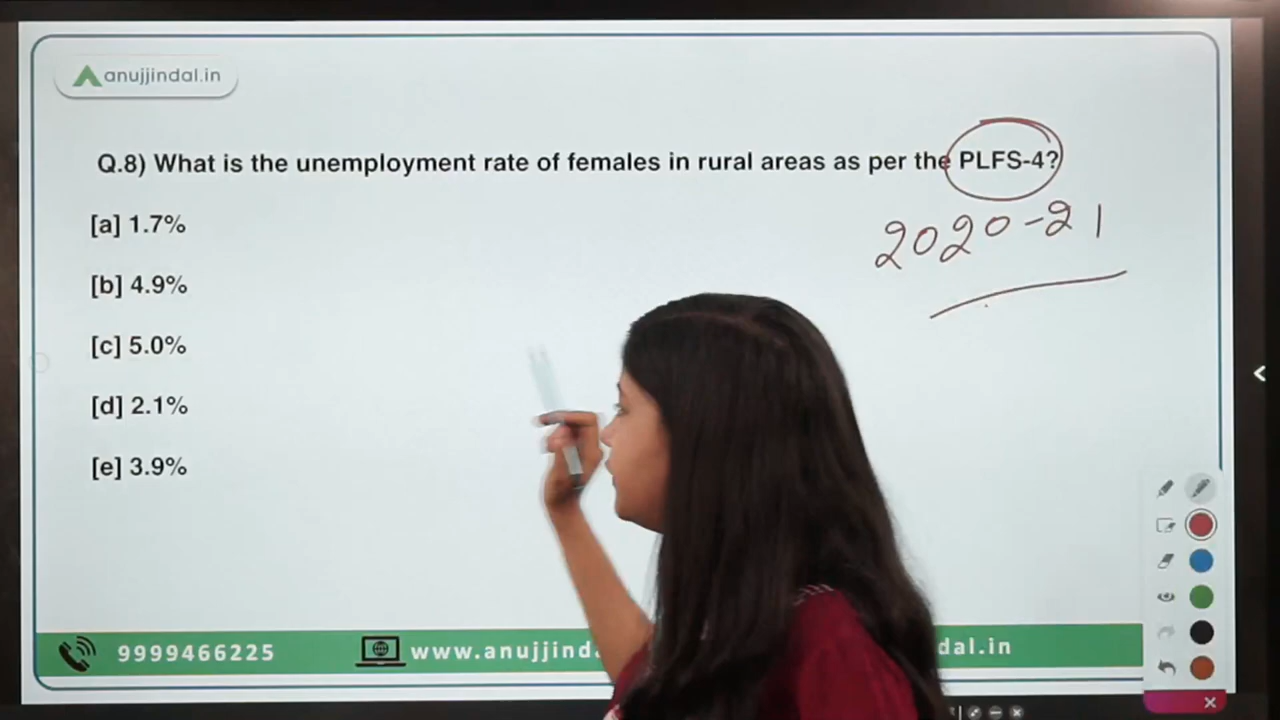 anujjindal.in
Q.8) What is the unemployment rate of females in rural areas as per the PLFS-4?
2020-21
[a] 1.7%
[b] 4.9%
[c] 5.0%
[d] 2.1%
[e] 3.9%
9999466225
www.anujjind
dal.in